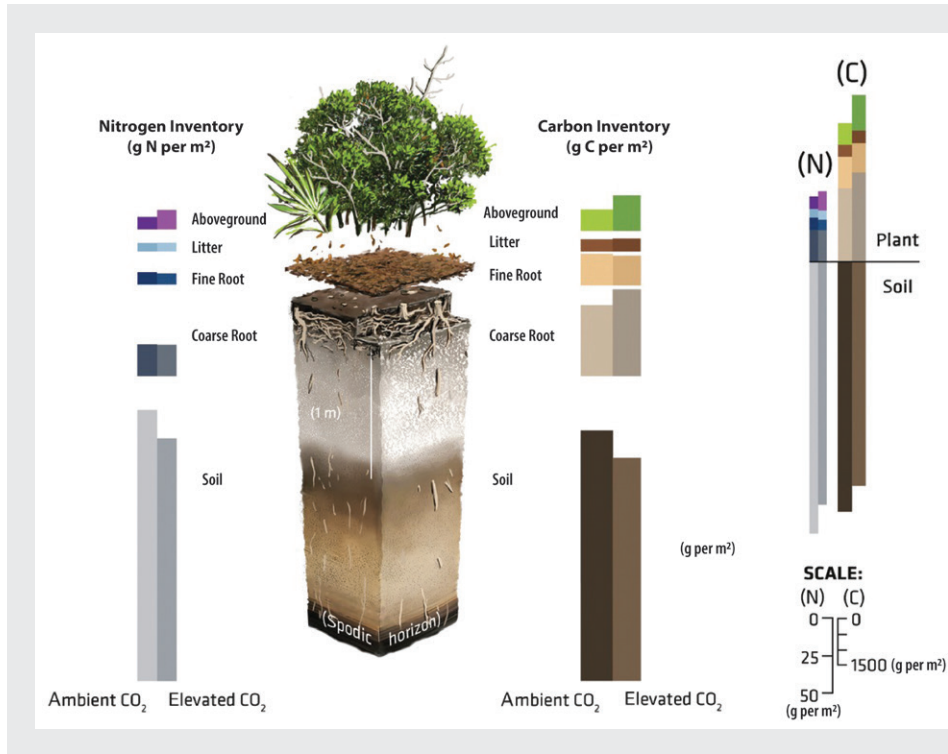 Nitrogen Inventory
(g N per m²)
Aboveground
Litter
Fine Root
Coarse Root
Soil
Ambient CO₂ Elevated CO₂
(1 m)
(Spodic horizon)
Carbon Inventory
(g C per m²)
Aboveground
Litter
Fine Root
Coarse Root
Soil
Ambient CO₂ Elevated CO₂
(C)
(N)
Plant
Soil
(g per m²)
SCALE:
(N) (C)
0 0
25
1500 (g per m²)
50
(g per m²)